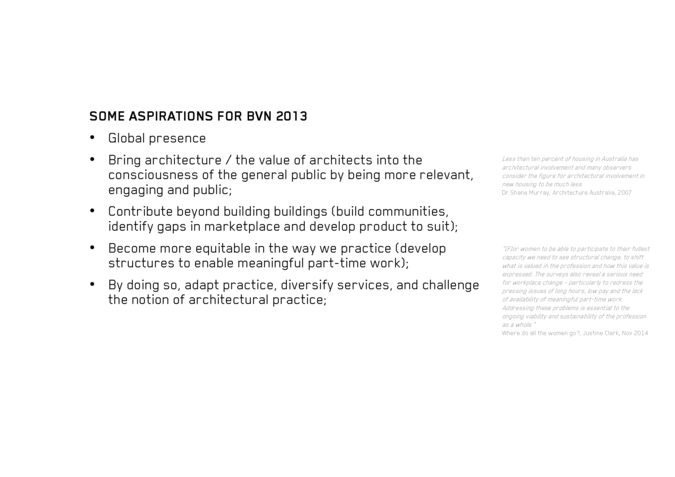 SOME ASPIRATIONS FOR BVN 2013
• Global presence
• Bring architecture / the value of architects into the
consciousness of the general public by being more relevant,
engaging and public;
• Contribute beyond building buildings (build communities,
identify gaps in marketplace and develop product to suit);
• Become more equitable in the way we practice (develop
structures to enable meaningful part-time work);
• By doing so, adapt practice, diversify services, and challenge
the notion of architectural practice;
Less than ten percent of housing in Australia has
architectural involvement and many observers
consider the figure for architectural involvement in
new housing to be much less.
Dr Shane Murray, Architecture Australia, 2007
"[F]or women to be able to participate to their fullest
capacity we need to see structural change, to shift
what is valued in the profession and how this value is
expressed. The surveys also reveal a serious need
for workplace change – particularly to redress the
pressing issues of long hours, low pay and the lack
of availability of meaningful part-time work.
Addressing these problems is essential to the
ongoing viability and sustainability of the profession
as a whole."
Where do all the women go?, Justine Clark, Nov 2014